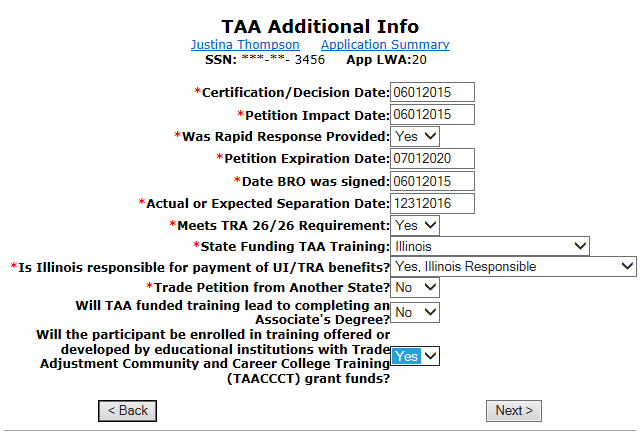 TAA Additional Info
Justina Thompson Application Summary
SSN: ***-**- 3456 App LWA:20
*Certification/Decision Date: 06012015
*Petition Impact Date: 06012015
*Was Rapid Response Provided: Yes
*Petition Expiration Date: 07012020
*Date BRO was signed: 06012015
*Actual or Expected Separation Date: 12312016
*Meets TRA 26/26 Requirement: Yes
*State Funding TAA Training: Illinois
*Is Illinois responsible for payment of UI/TRA benefits? Yes, Illinois Responsible
*Trade Petition from Another State? No
Will TAA funded training lead to completing an
Associate's Degree? No
Will the participant be enrolled in training offered or
developed by educational institutions with Trade
Adjustment Community and Career College Training Yes
(TAACCCT) grant funds?
< Back Next >